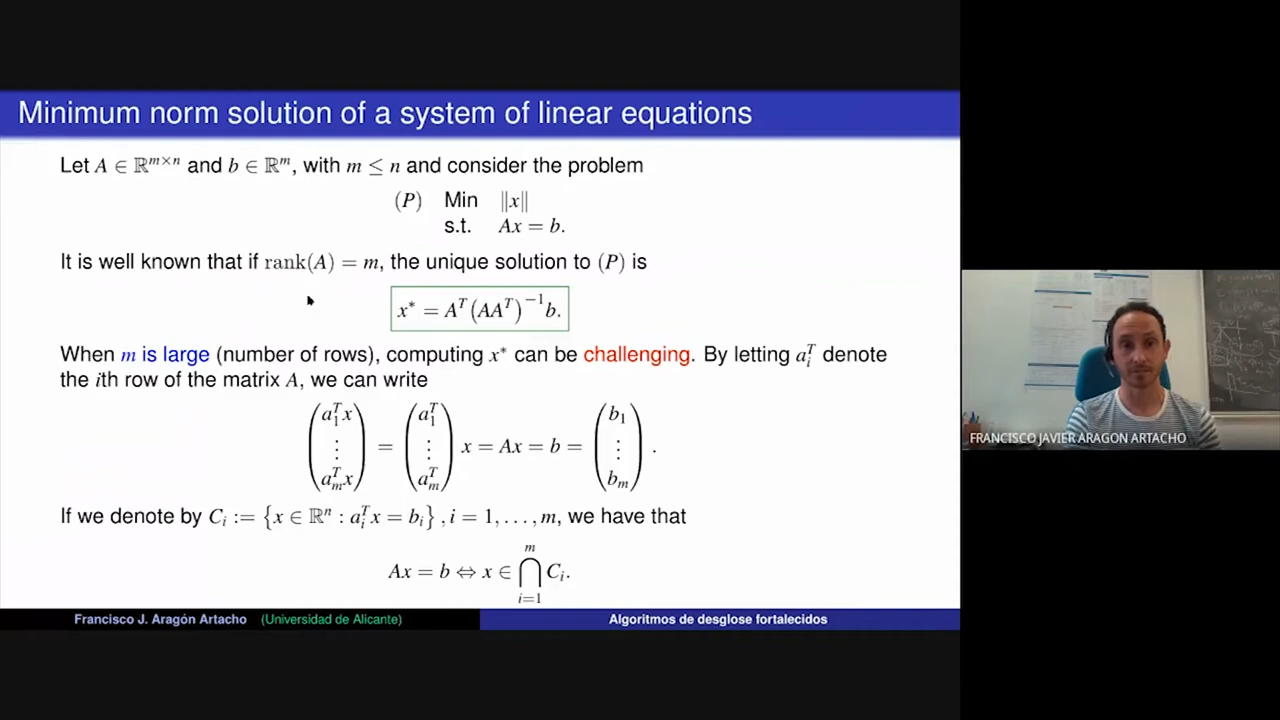 Minimum norm solution of a system of linear equations
Let A ∈ ℝ^{m×n} and b ∈ ℝ^m, with m ≤ n and consider the problem
(P) Min ‖x‖
s.t. Ax = b.
It is well known that if rank(A) = m, the unique solution to (P) is
x* = A^T (AA^T)^{−1} b.
When m is large (number of rows), computing x* can be challenging. By letting a_i^T denote
the ith row of the matrix A, we can write
(a_1^T x ⋮ a_m^T x) = (a_1^T ⋮ a_m^T) x = Ax = b = (b_1 ⋮ b_m).
If we denote by C_i := {x ∈ ℝ^n : a_i^T x = b_i}, i = 1, . . . , m, we have that
Ax = b ⇔ x ∈ ⋂_{i=1}^{m} C_i.
Francisco J. Aragón Artacho (Universidad de Alicante)
Algoritmos de desglose fortalecidos
FRANCISCO JAVIER ARAGON ARTACHO